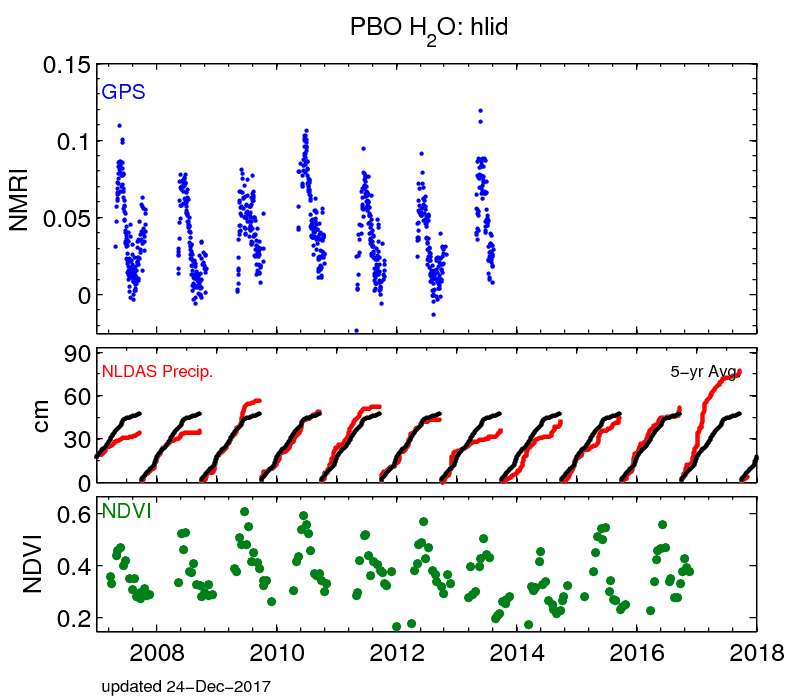 PBO H2O: hlid
0.15
GPS
0.1
NMRI
0.05
0
90
NLDAS Precip. 5−yr Avg.
60
cm
30
0
0.6
NDVI
NDVI
0.4
0.2
2008 2010 2012 2014 2016 2018
updated 24−Dec−2017